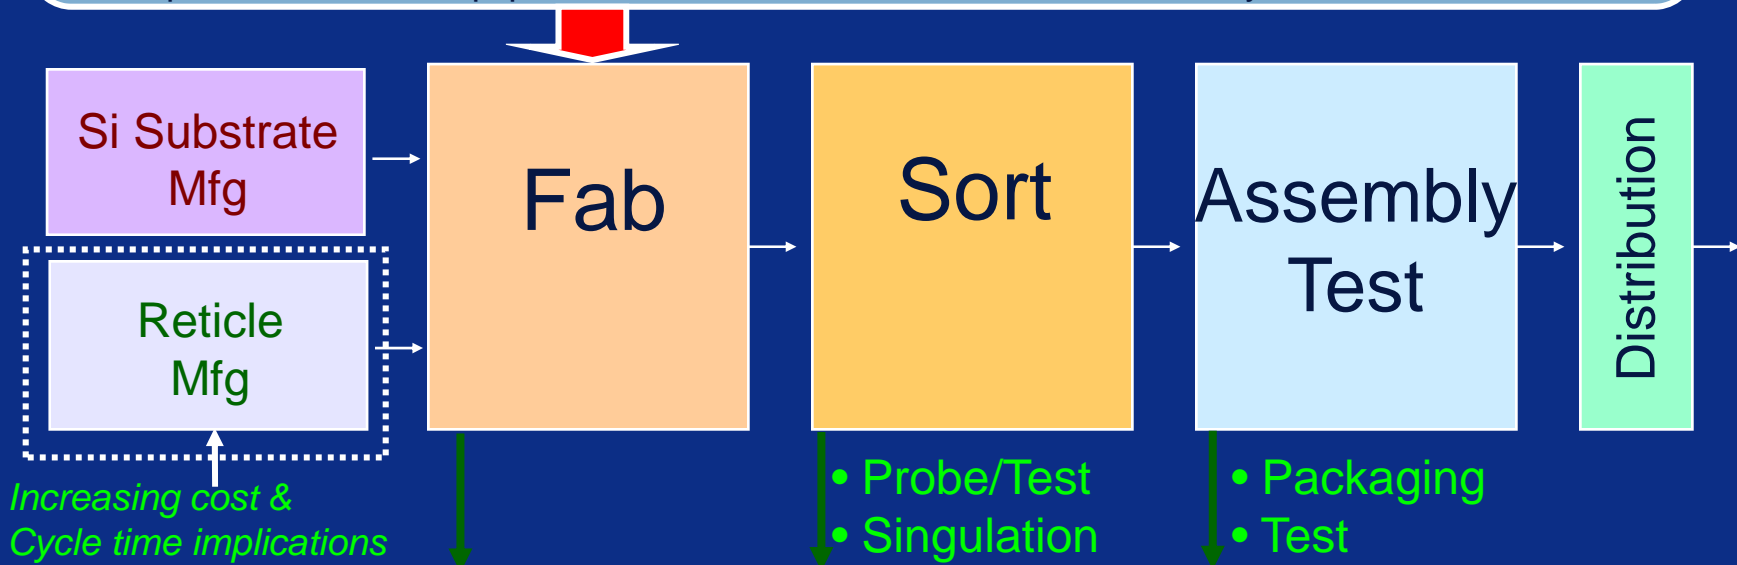 Si Substrate
Mfg
Reticle
Mfg
Increasing cost &
Cycle time implications
Fab
Sort
• Probe/Test
• Singulation
Assembly
Test
• Packaging
• Test
Distribution